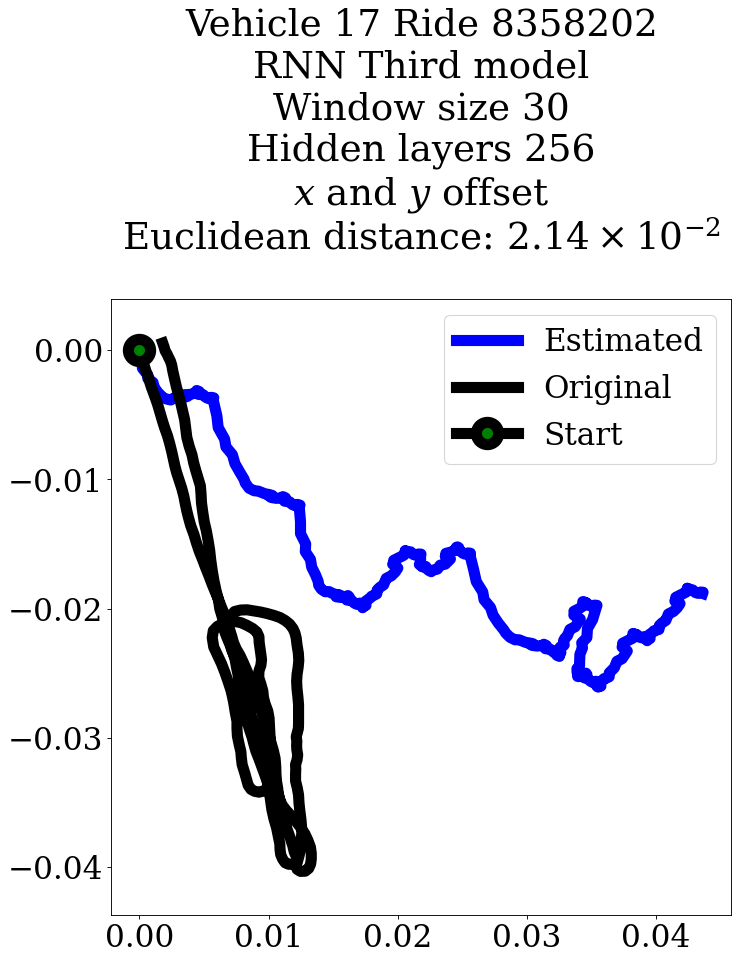 Vehicle 17 Ride 8358202
RNN Third model
Window size 30
Hidden layers 256
x and y offset
Euclidean distance: 2.14 × 10⁻²
Estimated
Original
Start
0.00
−0.01
−0.02
−0.03
−0.04
0.00 0.01 0.02 0.03 0.04